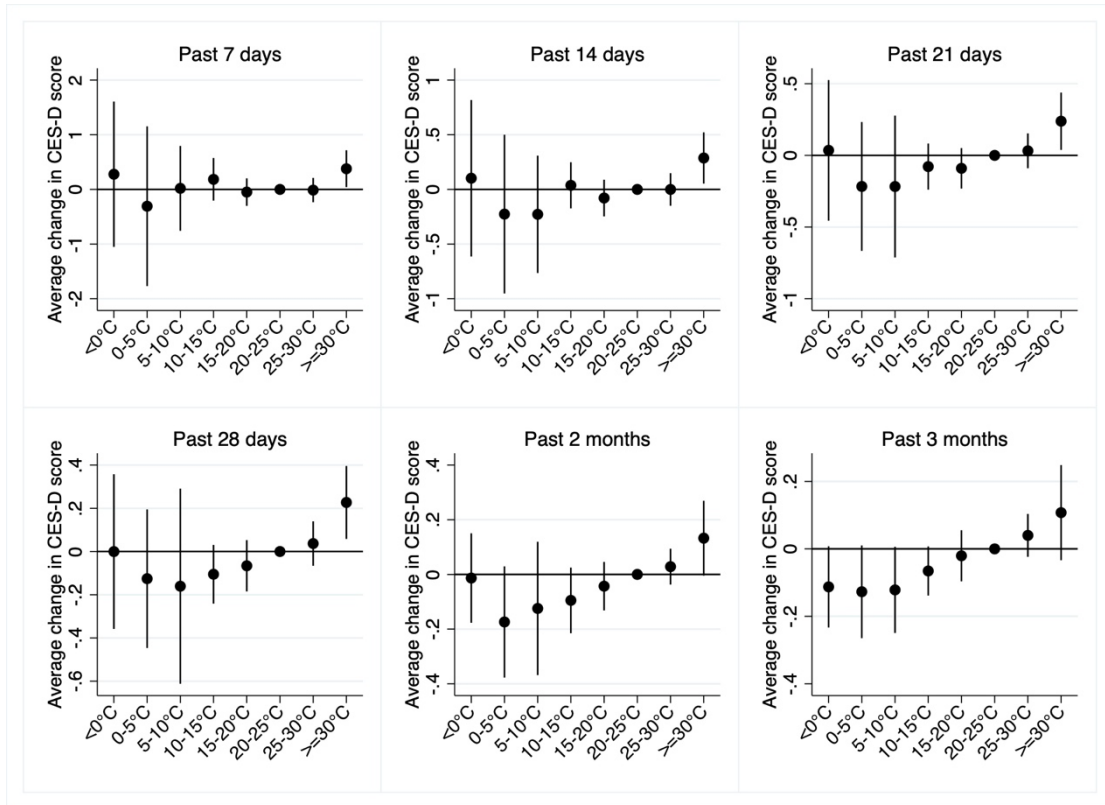 Past 7 days
Average change in CES-D score
2
1
0
-1
-2
<0°C
0-5°C
5-10°C
10-15°C
15-20°C
20-25°C
25-30°C
>=30°C
Past 14 days
Average change in CES-D score
1
.5
0
-.5
-1
<0°C
0-5°C
5-10°C
10-15°C
15-20°C
20-25°C
25-30°C
>=30°C
Past 21 days
Average change in CES-D score
.5
0
-.5
-1
<0°C
0-5°C
5-10°C
10-15°C
15-20°C
20-25°C
25-30°C
>=30°C
Past 28 days
Average change in CES-D score
.4
.2
0
-.2
-.4
-.6
<0°C
0-5°C
5-10°C
10-15°C
15-20°C
20-25°C
25-30°C
>=30°C
Past 2 months
Average change in CES-D score
.4
.2
0
-.2
-.4
<0°C
0-5°C
5-10°C
10-15°C
15-20°C
20-25°C
25-30°C
>=30°C
Past 3 months
Average change in CES-D score
.2
0
-.2
-.4
<0°C
0-5°C
5-10°C
10-15°C
15-20°C
20-25°C
25-30°C
>=30°C